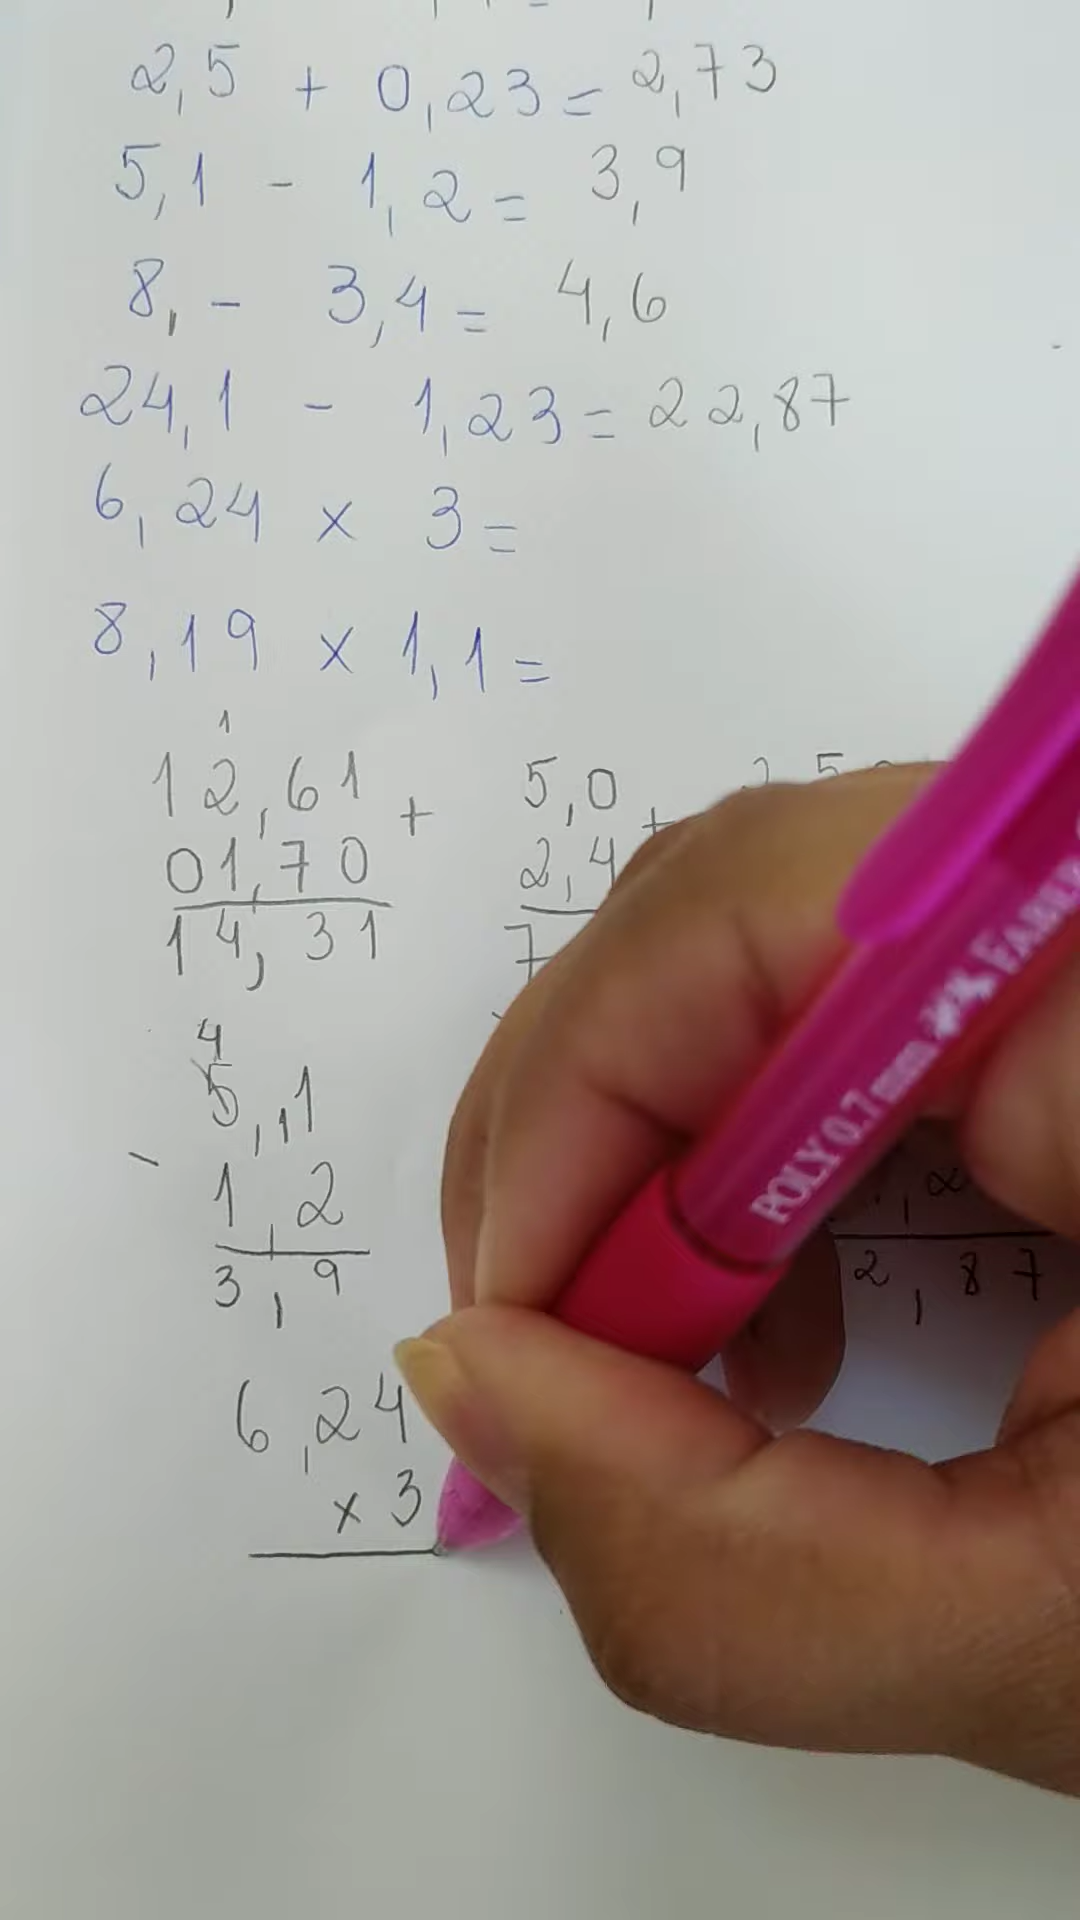 2,5 + 0,23 = 2,73
5,1 - 1,2 = 3,9
8, - 3,4 = 4,6
24,1 - 1,23 = 22,87
6,24 x 3 =
8,19 x 1,1 =
1
12,61 +
01,70
14,31
5,0 +
2,4
7
4
5,,1
1
- 1,2
3,9
2,87
6,24
x 3
POLY 0.7 mm FABER